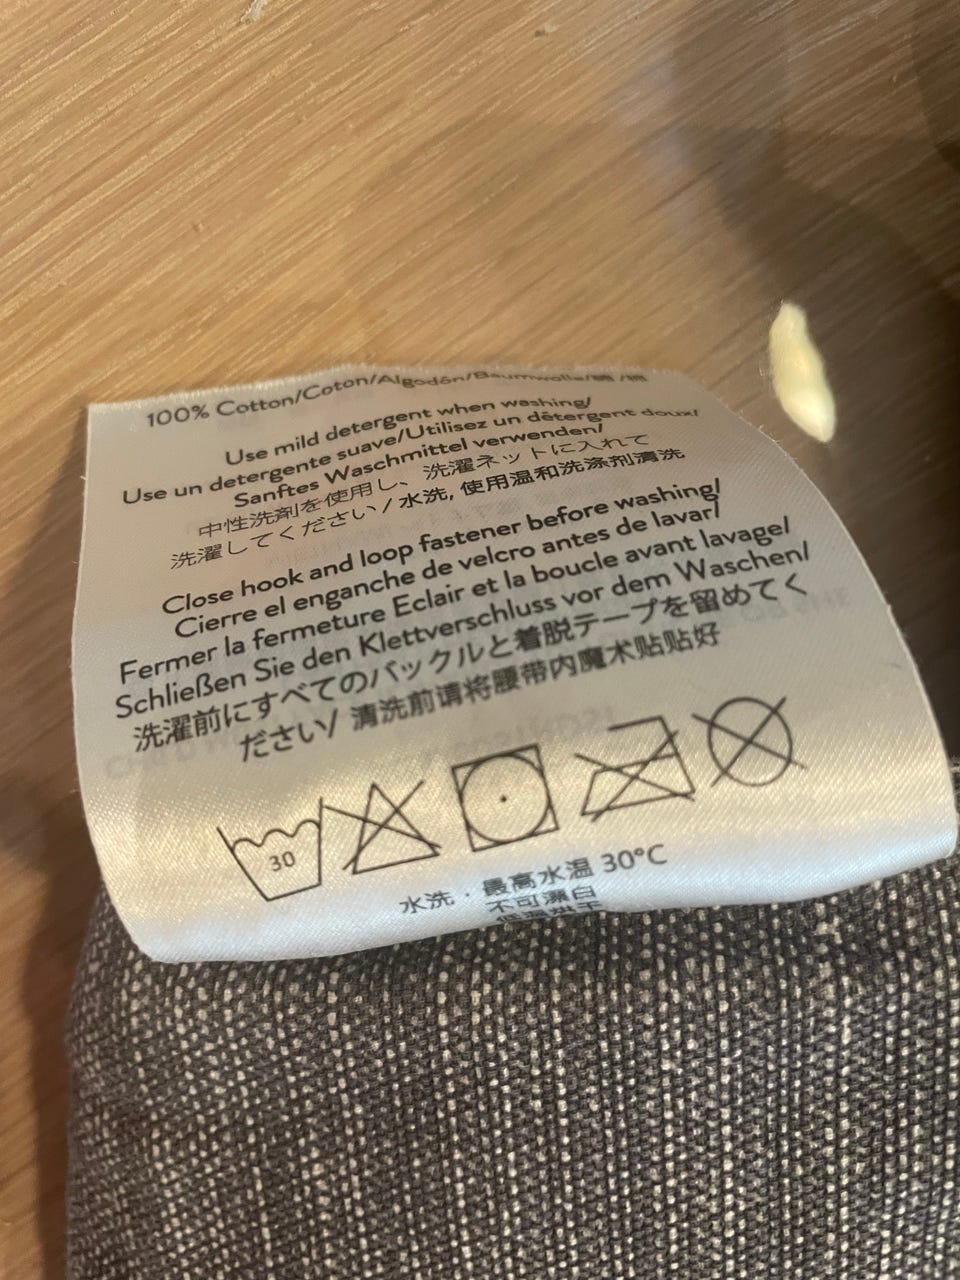 100% Cotton/Coton/Algodón/Baumwolle/綿 /棉
Use mild detergent when washing/
Use un detergente suave/Utilisez un détergent doux/
Sanftes Waschmittel verwenden/
中性洗剤を使用し、洗濯ネットに入れて
洗濯してください/ 水洗, 使用温和洗涤剂清洗
Close hook and loop fastener before washing/
Cierre el enganche de velcro antes de lavar/
Fermer la fermeture Eclair et la boucle avant lavage/
Schließen Sie den Klettverschluss vor dem Waschen/
洗濯前にすべてのバックルと着脱テープを留めてく
ださい/ 清洗前请将腰带内魔术贴贴好
30
水洗・最高水温 30°C
不可漂白
低温烘干